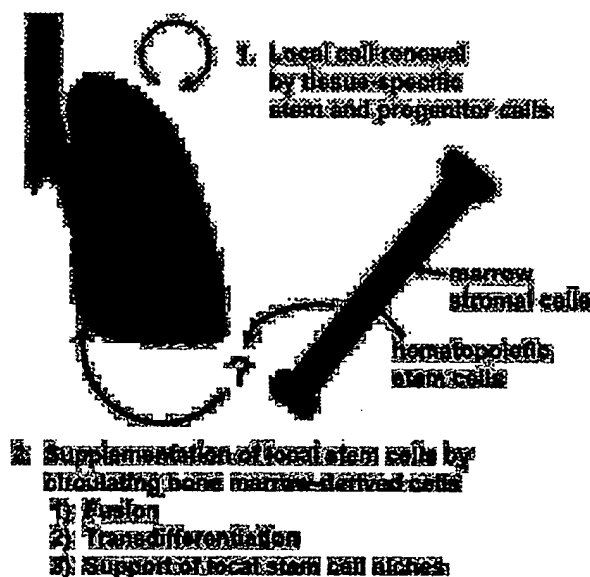 1. Local cell renewal
by tissue-specific
stem and progenitor cells
marrow
stromal cells
hematopoietic
stem cells
?
2. Supplementation of local stem cells by
circulating bone marrow-derived cells
1) Fusion
2) Transdifferentiation
3) Support of local stem cell niches